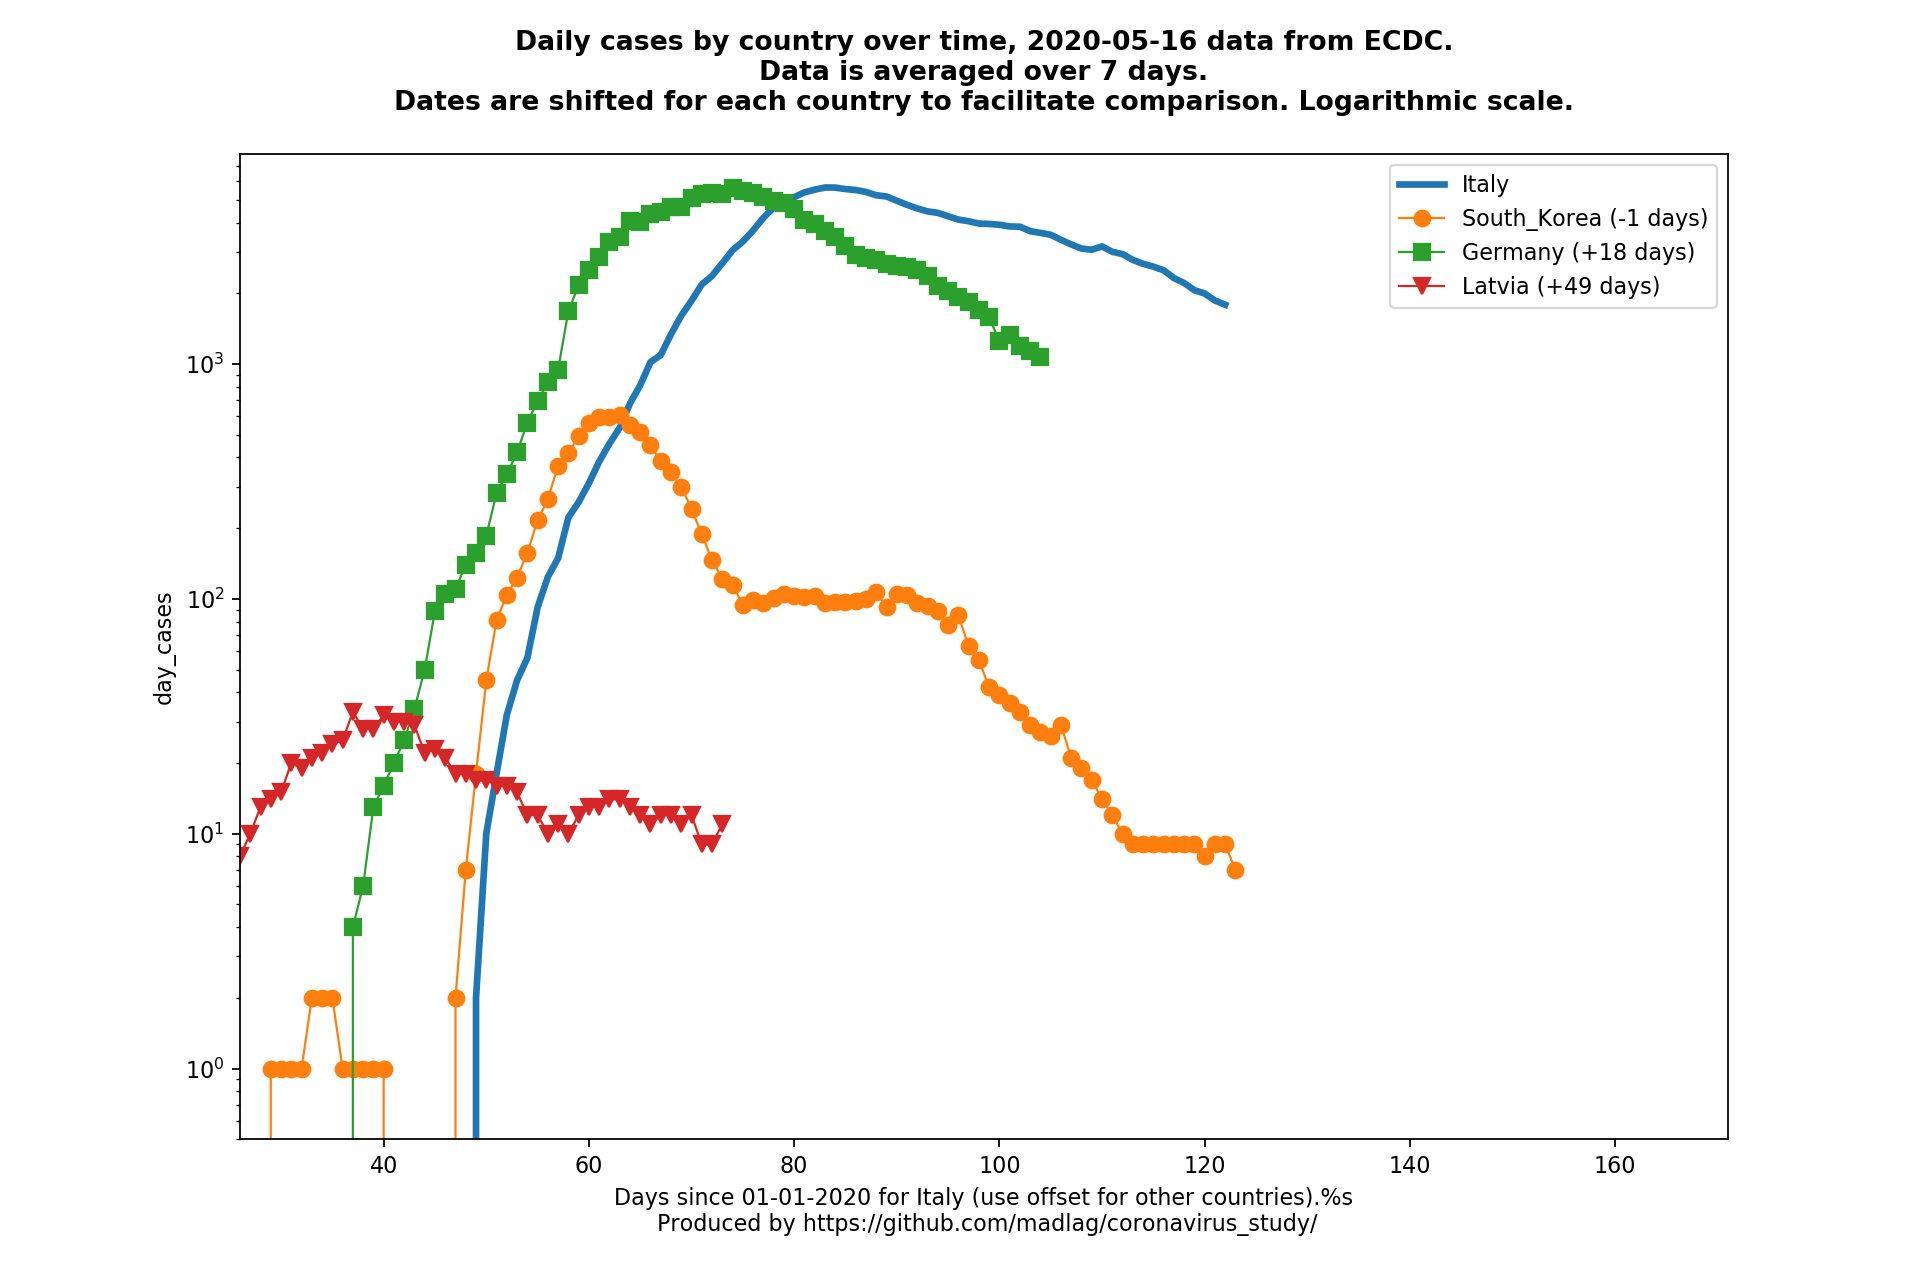 Daily cases by country over time, 2020-05-16 data from ECDC.
Data is averaged over 7 days.
Dates are shifted for each country to facilitate comparison. Logarithmic scale.
Italy
South_Korea (-1 days)
Germany (+18 days)
Latvia (+49 days)
day_cases
10³
10²
10¹
10⁰
40 60 80 100 120 140 160
Days since 01-01-2020 for Italy (use offset for other countries).%s
Produced by https://github.com/madlag/coronavirus_study/